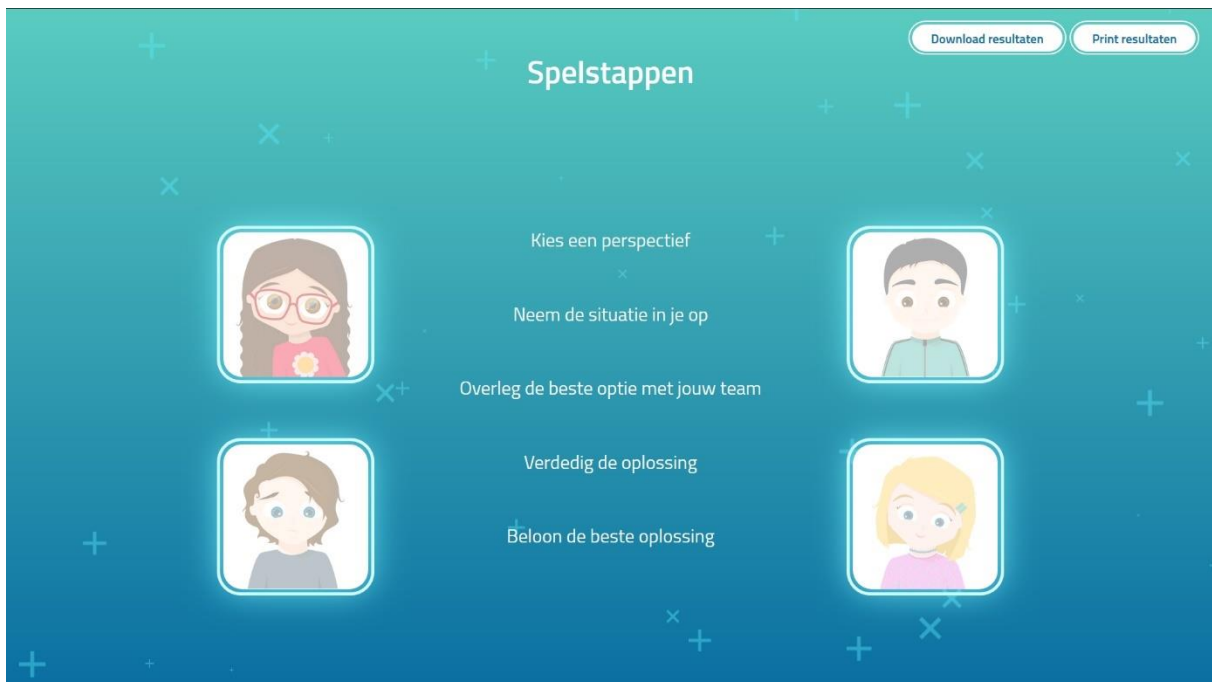 Download resultaten
Print resultaten
Spelstappen
Kies een perspectief
Neem de situatie in je op
Overleg de beste optie met jouw team
Verdedig de oplossing
Beloon de beste oplossing